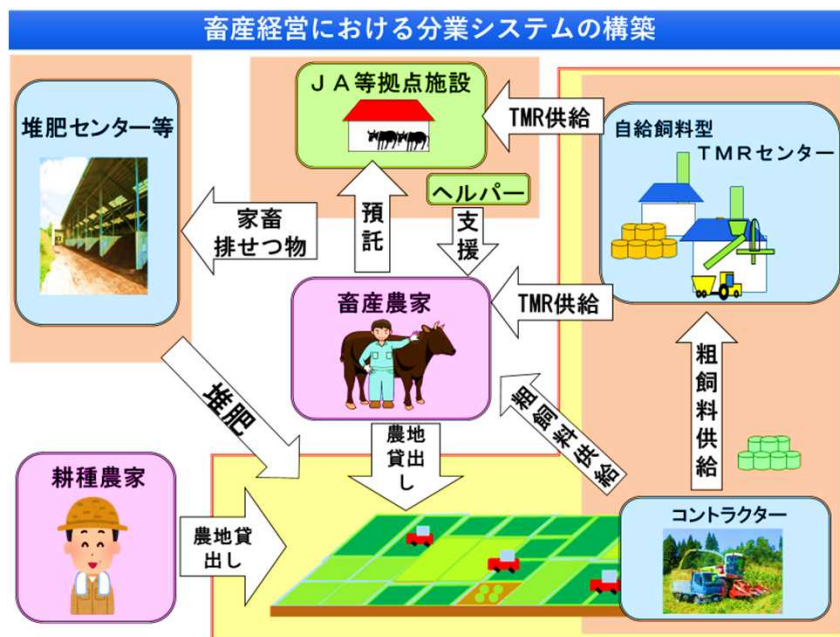 畜産経営における分業システムの構築
堆肥センター等
ＪＡ等拠点施設
TMR供給
自給飼料型
ＴＭＲセンター
ヘルパー
家畜
排せつ物
預託
支援
畜産農家
TMR供給
粗飼料供給
粗飼料供給
堆肥
農地
貸出
し
耕種農家
農地貸
出し
コントラクター